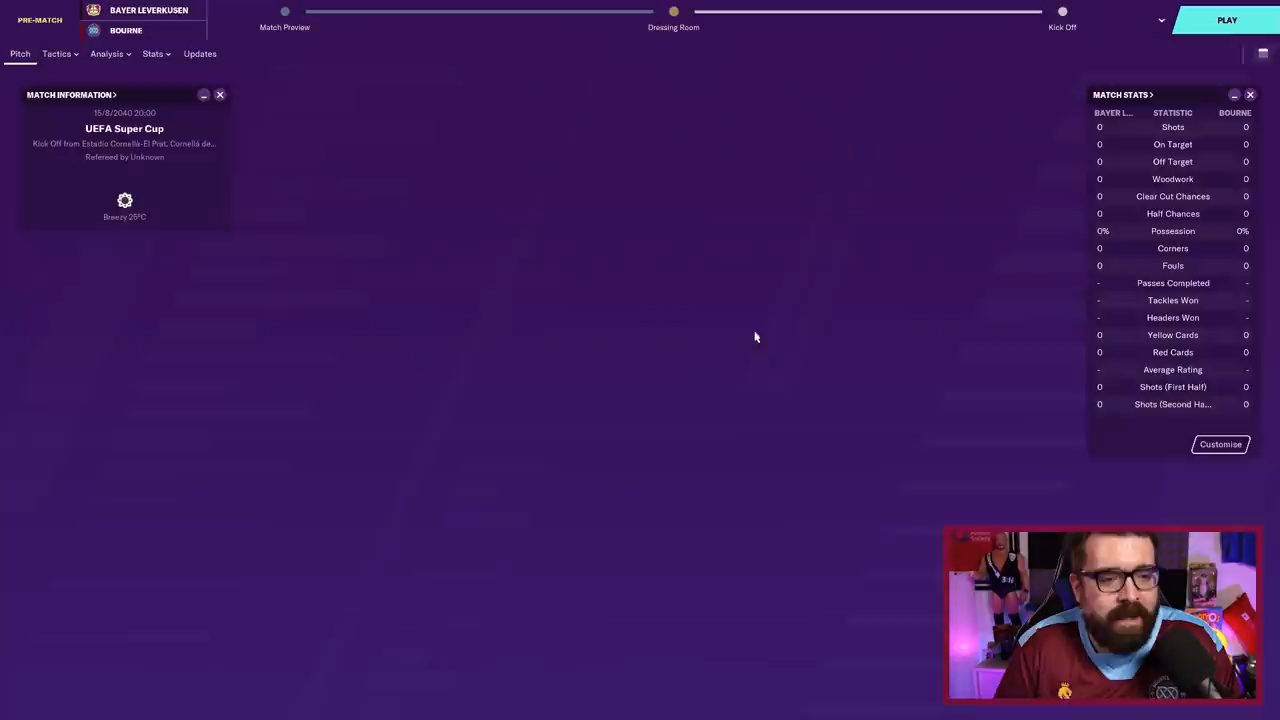 PRE-MATCH
BAYER LEVERKUSEN
BOURNE
Match Preview
Dressing Room
Kick Off
PLAY
Pitch
Tactics
Analysis
Stats
Updates
MATCH INFORMATION >
15/8/2040 20:00
UEFA Super Cup
Kick Off from Estadio Cornellà-El Prat, Cornellà de...
Refereed by Unknown
Breezy 25°C
MATCH STATS >
BAYER L... STATISTIC BOURNE
0 Shots 0
0 On Target 0
0 Off Target 0
0 Woodwork 0
0 Clear Cut Chances 0
0 Half Chances 0
0% Possession 0%
0 Corners 0
0 Fouls 0
- Passes Completed -
- Tackles Won -
- Headers Won -
0 Yellow Cards 0
0 Red Cards 0
- Average Rating -
0 Shots (First Half) 0
0 Shots (Second Ha... 0
Customise